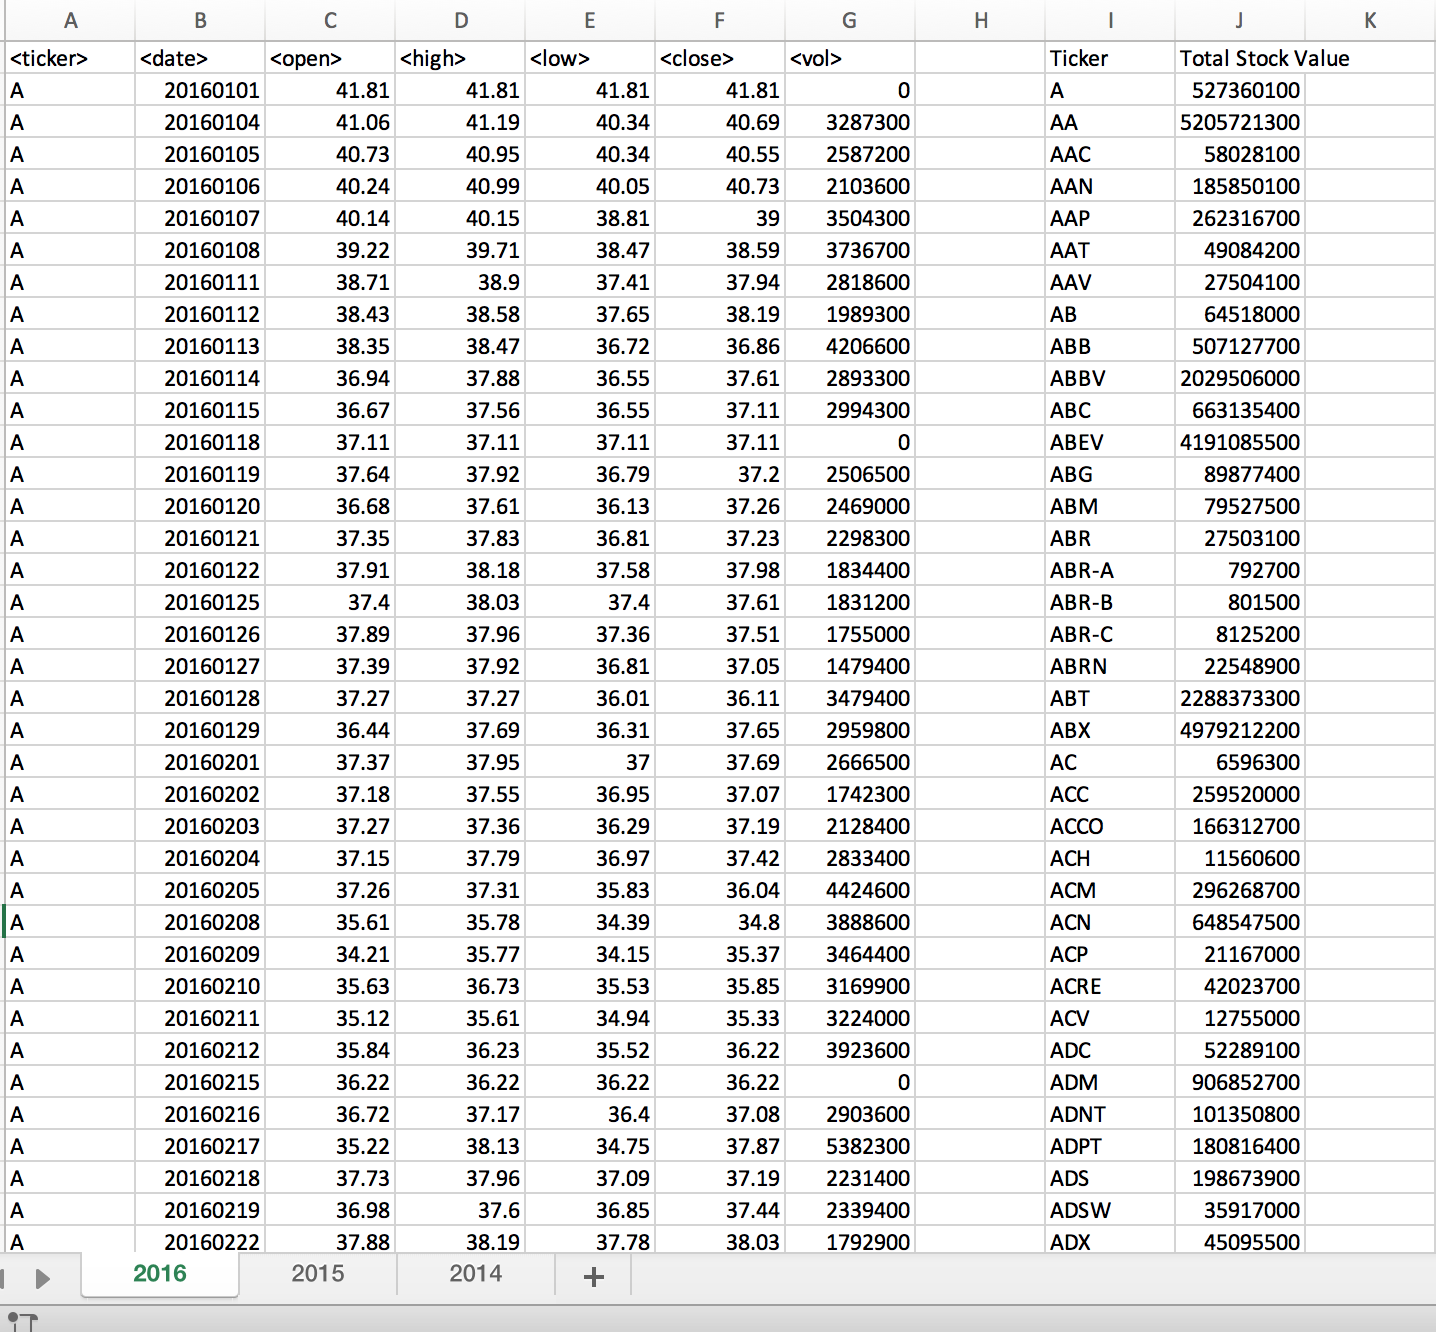 A B C D E F G H I J K
<ticker> <date> <open> <high> <low> <close> <vol> Ticker Total Stock Value
A 20160101 41.81 41.81 41.81 41.81 0 A 527360100
A 20160104 41.06 41.19 40.34 40.69 3287300 AA 5205721300
A 20160105 40.73 40.95 40.34 40.55 2587200 AAC 58028100
A 20160106 40.24 40.99 40.05 40.73 2103600 AAN 185850100
A 20160107 40.14 40.15 38.81 39 3504300 AAP 262316700
A 20160108 39.22 39.71 38.47 38.59 3736700 AAT 49084200
A 20160111 38.71 38.9 37.41 37.94 2818600 AAV 27504100
A 20160112 38.43 38.58 37.65 38.19 1989300 AB 64518000
A 20160113 38.35 38.47 36.72 36.86 4206600 ABB 507127700
A 20160114 36.94 37.88 36.55 37.61 2893300 ABBV 2029506000
A 20160115 36.67 37.56 36.55 37.11 2994300 ABC 663135400
A 20160118 37.11 37.11 37.11 37.11 0 ABEV 4191085500
A 20160119 37.64 37.92 36.79 37.2 2506500 ABG 89877400
A 20160120 36.68 37.61 36.13 37.26 2469000 ABM 79527500
A 20160121 37.35 37.83 36.81 37.23 2298300 ABR 27503100
A 20160122 37.91 38.18 37.58 37.98 1834400 ABR-A 792700
A 20160125 37.4 38.03 37.4 37.61 1831200 ABR-B 801500
A 20160126 37.89 37.96 37.36 37.51 1755000 ABR-C 8125200
A 20160127 37.39 37.92 36.81 37.05 1479400 ABRN 22548900
A 20160128 37.27 37.27 36.01 36.11 3479400 ABT 2288373300
A 20160129 36.44 37.69 36.31 37.65 2959800 ABX 4979212200
A 20160201 37.37 37.95 37 37.69 2666500 AC 6596300
A 20160202 37.18 37.55 36.95 37.07 1742300 ACC 259520000
A 20160203 37.27 37.36 36.29 37.19 2128400 ACCO 166312700
A 20160204 37.15 37.79 36.97 37.42 2833400 ACH 11560600
A 20160205 37.26 37.31 35.83 36.04 4424600 ACM 296268700
A 20160208 35.61 35.78 34.39 34.8 3888600 ACN 648547500
A 20160209 34.21 35.77 34.15 35.37 3464400 ACP 21167000
A 20160210 35.63 36.73 35.53 35.85 3169900 ACRE 42023700
A 20160211 35.12 35.61 34.94 35.33 3224000 ACV 12755000
A 20160212 35.84 36.23 35.52 36.22 3923600 ADC 52289100
A 20160215 36.22 36.22 36.22 36.22 0 ADM 906852700
A 20160216 36.72 37.17 36.4 37.08 2903600 ADNT 101350800
A 20160217 35.22 38.13 34.75 37.87 5382300 ADPT 180816400
A 20160218 37.73 37.96 37.09 37.19 2231400 ADS 198673900
A 20160219 36.98 37.6 36.85 37.44 2339400 ADSW 35917000
A 20160222 37.88 38.19 37.78 38.03 1792900 ADX 45095500
2016 2015 2014 +